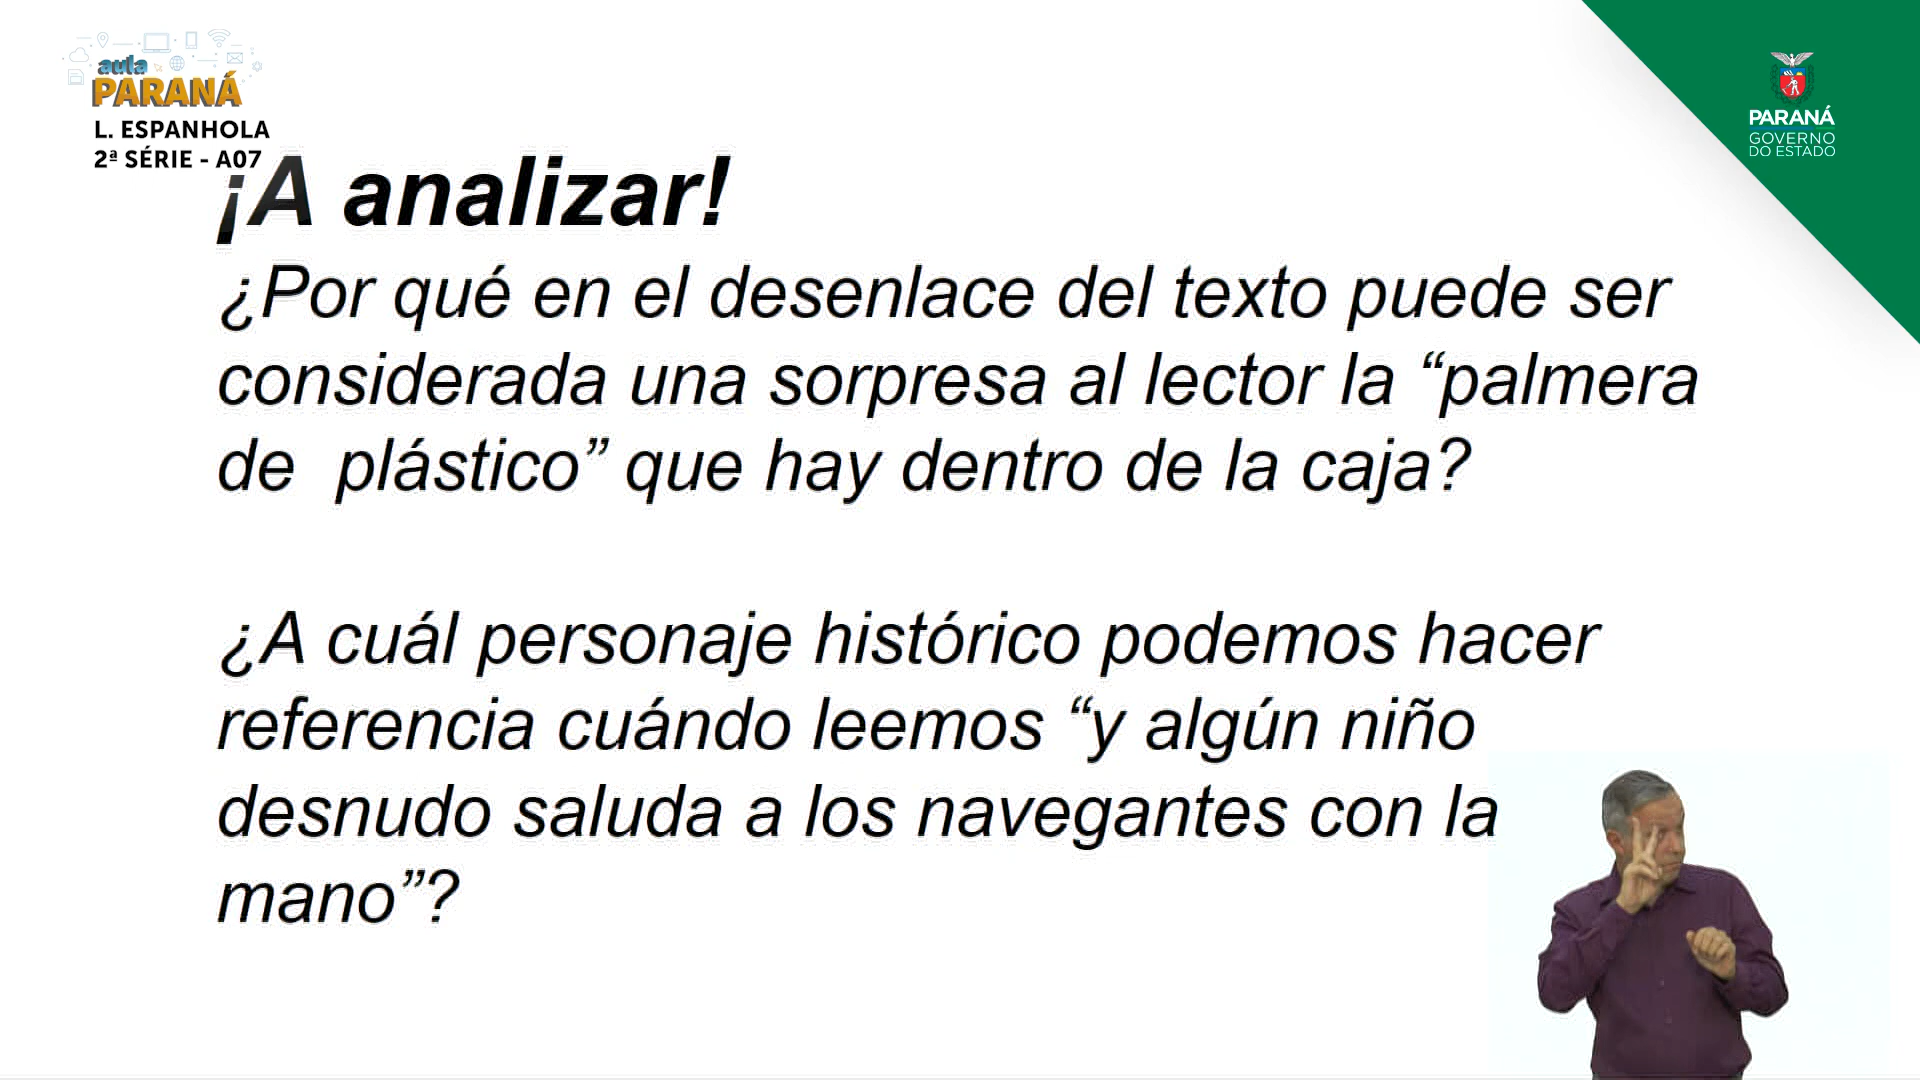 aula
PARANÁ
L. ESPANHOLA
2ª SÉRIE - A07
PARANÁ
GOVERNO
DO ESTADO
¡A analizar!
¿Por qué en el desenlace del texto puede ser
considerada una sorpresa al lector la “palmera
de plástico” que hay dentro de la caja?
¿A cuál personaje histórico podemos hacer
referencia cuándo leemos “y algún niño
desnudo saluda a los navegantes con la
mano”?